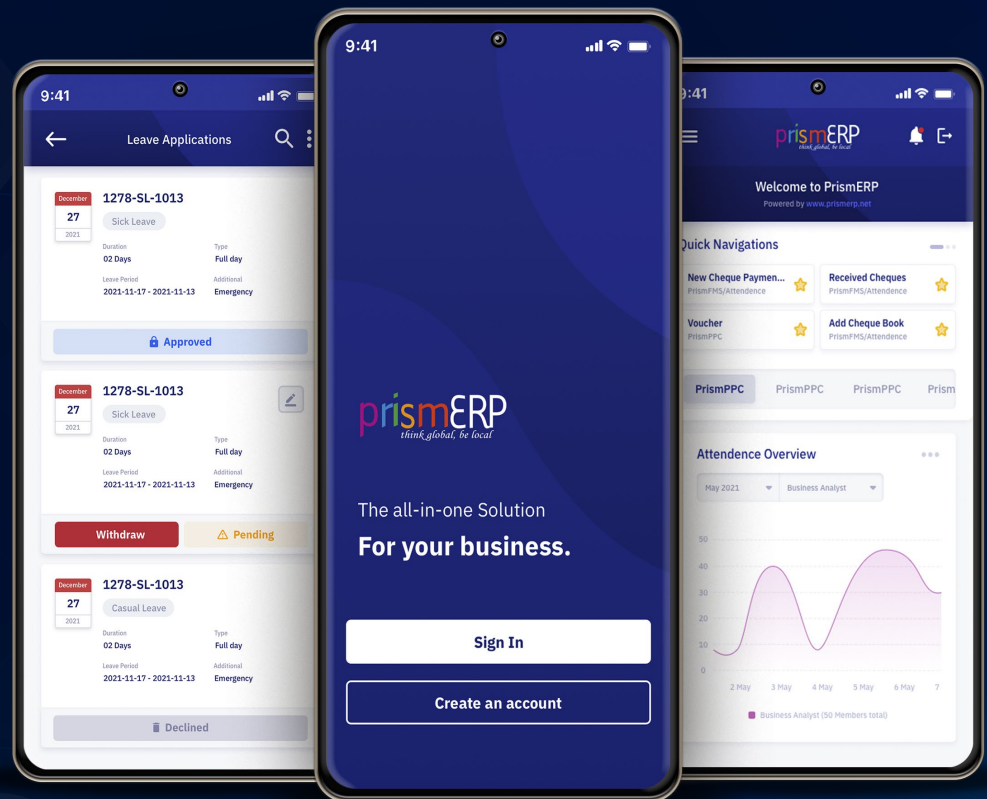 9:41
Leave Applications
December
27
2021
1278-SL-1013
Sick Leave
Duration
Type
02 Days
Full day
Leave Period
Additional
2021-11-17 - 2021-11-13
Emergency
Approved
December
27
2021
1278-SL-1013
Sick Leave
Duration
Type
02 Days
Full day
Leave Period
Additional
2021-11-17 - 2021-11-13
Emergency
Withdraw
Pending
December
27
2021
1278-SL-1013
Casual Leave
Duration
Type
02 Days
Full day
Leave Period
Additional
2021-11-17 - 2021-11-13
Emergency
Declined
9:41
prismERP
think global, be local
The all-in-one Solution
For your business.
Sign In
Create an account
9:41
prismERP
think global, be local
Welcome to PrismERP
Powered by www.prismerp.net
Quick Navigations
New Cheque Paymen...
PrismFMS/Attendence
Received Cheques
PrismFMS/Attendence
Voucher
PrismPPC
Add Cheque Book
PrismFMS/Attendence
PrismPPC
PrismPPC
PrismPPC
Prism
Attendence Overview
May 2021
Business Analyst
50
40
30
20
10
0
2 May
3 May
4 May
5 May
6 May
7
Business Analyst (50 Members total)